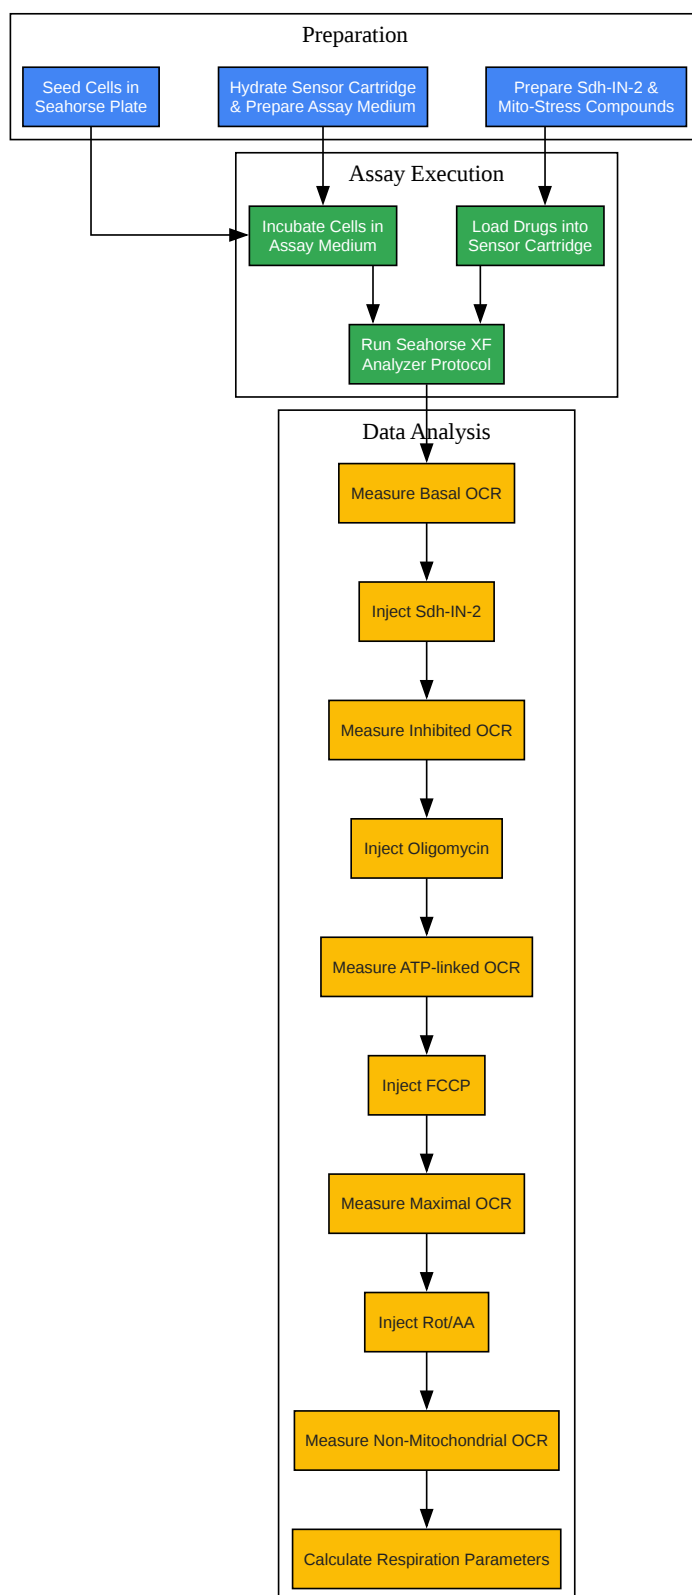 Preparation
Seed Cells in
Seahorse Plate
Hydrate Sensor Cartridge
& Prepare Assay Medium
Prepare Sdh-IN-2 &
Mito-Stress Compounds
Assay Execution
Incubate Cells in
Assay Medium
Load Drugs into
Sensor Cartridge
Run Seahorse XF
Analyzer Protocol
Data Analysis
Measure Basal OCR
Inject Sdh-IN-2
Measure Inhibited OCR
Inject Oligomycin
Measure ATP-linked OCR
Inject FCCP
Measure Maximal OCR
Inject Rot/AA
Measure Non-Mitochondrial OCR
Calculate Respiration Parameters